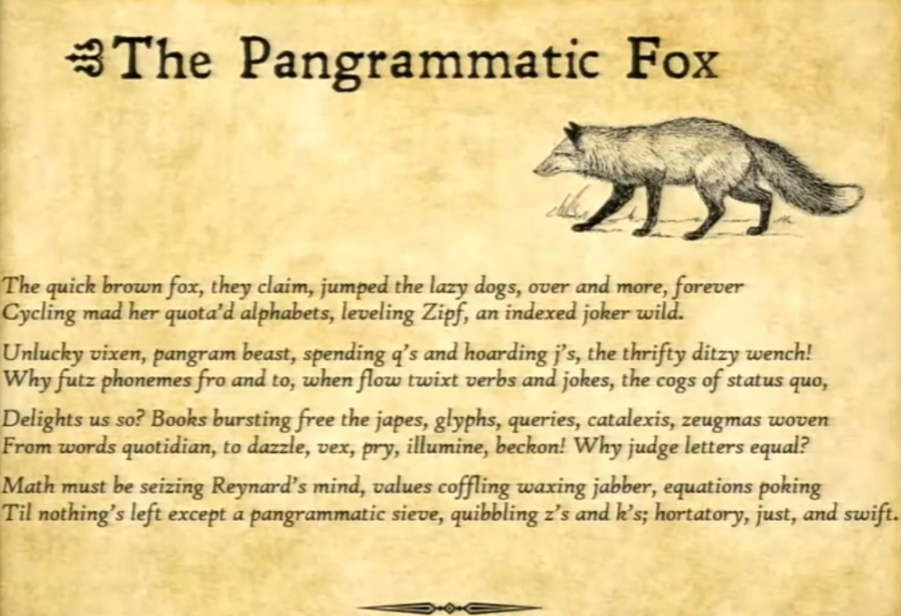 The Pangrammatic Fox
The quick brown fox, they claim, jumped the lazy dogs, over and more, forever
Cycling mad her quota'd alphabets, leveling Zipf, an indexed joker wild.
Unlucky vixen, pangram beast, spending q's and hoarding j's, the thrifty ditzy wench!
Why futz phonemes fro and to, when flow twixt verbs and jokes, the cogs of status quo,
Delights us so? Books bursting free the japes, glyphs, queries, catalexis, zeugmas woven
From words quotidian, to dazzle, vex, pry, illumine, beckon! Why judge letters equal?
Math must be seizing Reynard's mind, values coffling waxing jabber, equations poking
Til nothing's left except a pangrammatic sieve, quibbling z's and k's; hortatory, just, and swift.